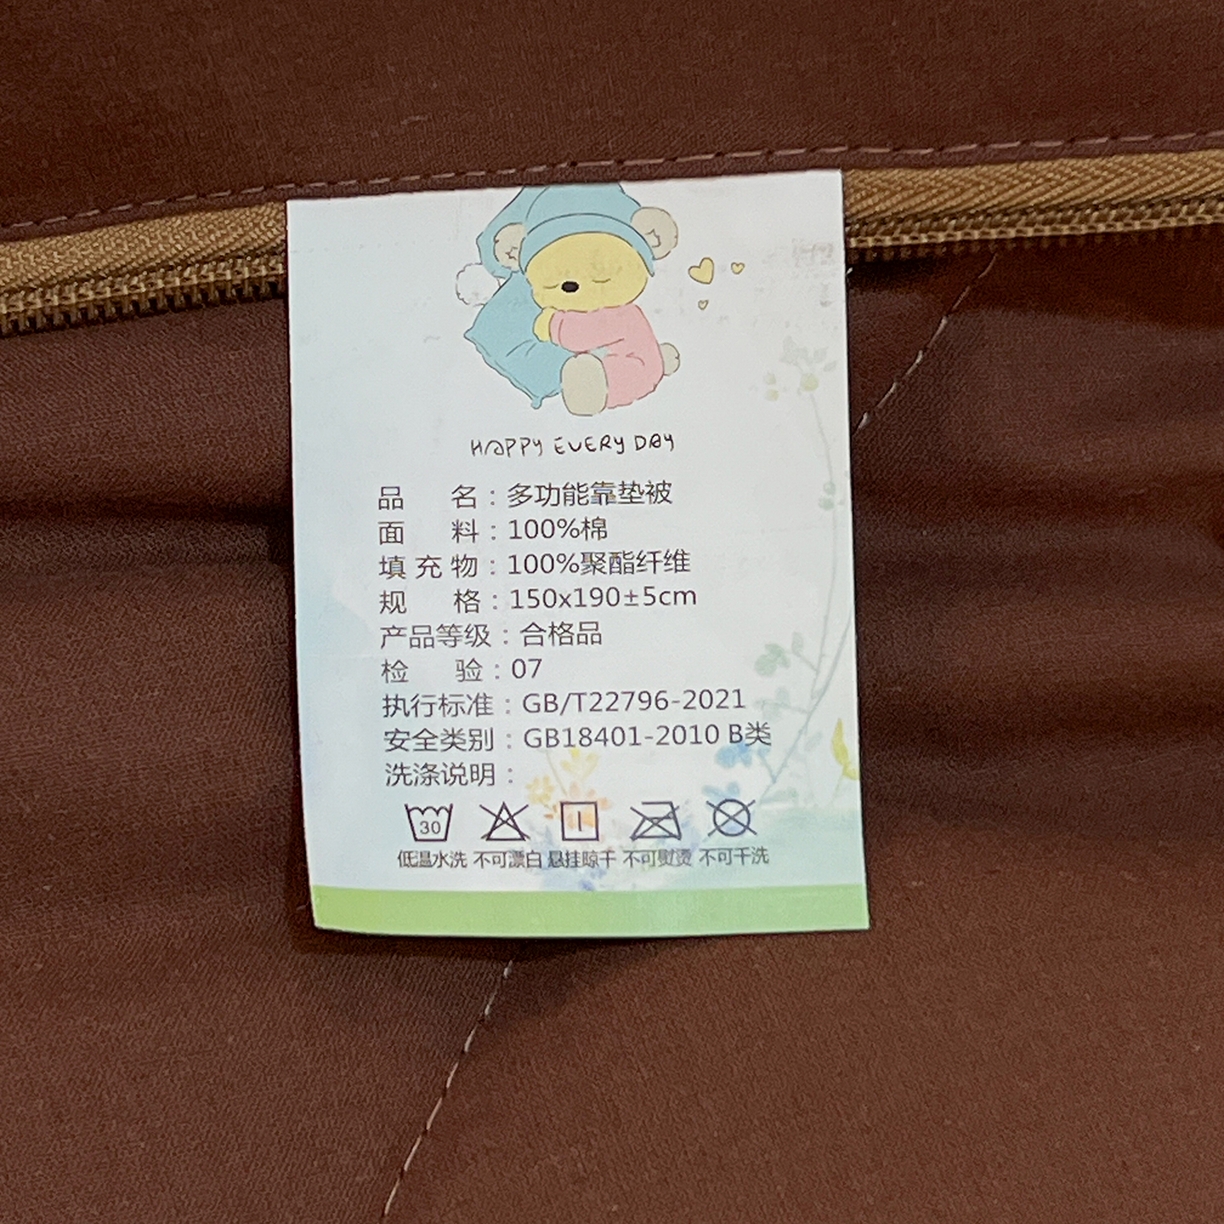 HAPPY EVERY DAY
品 名：多功能靠垫被
面 料：100%棉
填充物：100%聚酯纤维
规 格：150x190±5cm
产品等级：合格品
检 验：07
执行标准：GB/T22796-2021
安全类别：GB18401-2010 B类
洗涤说明：
30
低温水洗 不可漂白 悬挂晾干 不可熨烫 不可干洗